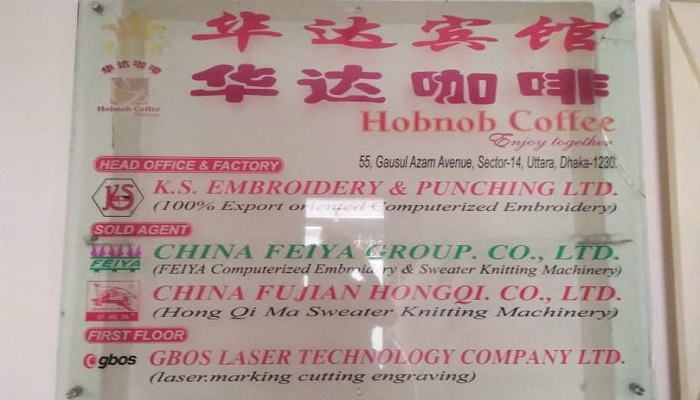 华达宾馆
华达咖啡
华达咖啡
Hobnob Coffee
Hobnob Coffee
Enjoy together
55, Gausul Azam Avenue, Sector-14, Uttara, Dhaka-1230.
HEAD OFFICE & FACTORY
KS
K.S. EMBROIDERY & PUNCHING LTD.
(100% Export oriented Computerized Embroidery)
SOLD AGENT
FEIYA
CHINA FEIYA GROUP. CO., LTD.
(FEIYA Computerized Embroidery & Sweater Knitting Machinery)
CHINA FUJIAN HONGQI. CO., LTD.
(Hong Qi Ma Sweater Knitting Machinery)
FIRST FLOOR
gbos
GBOS LASER TECHNOLOGY COMPANY LTD.
(laser.marking cutting engraving)